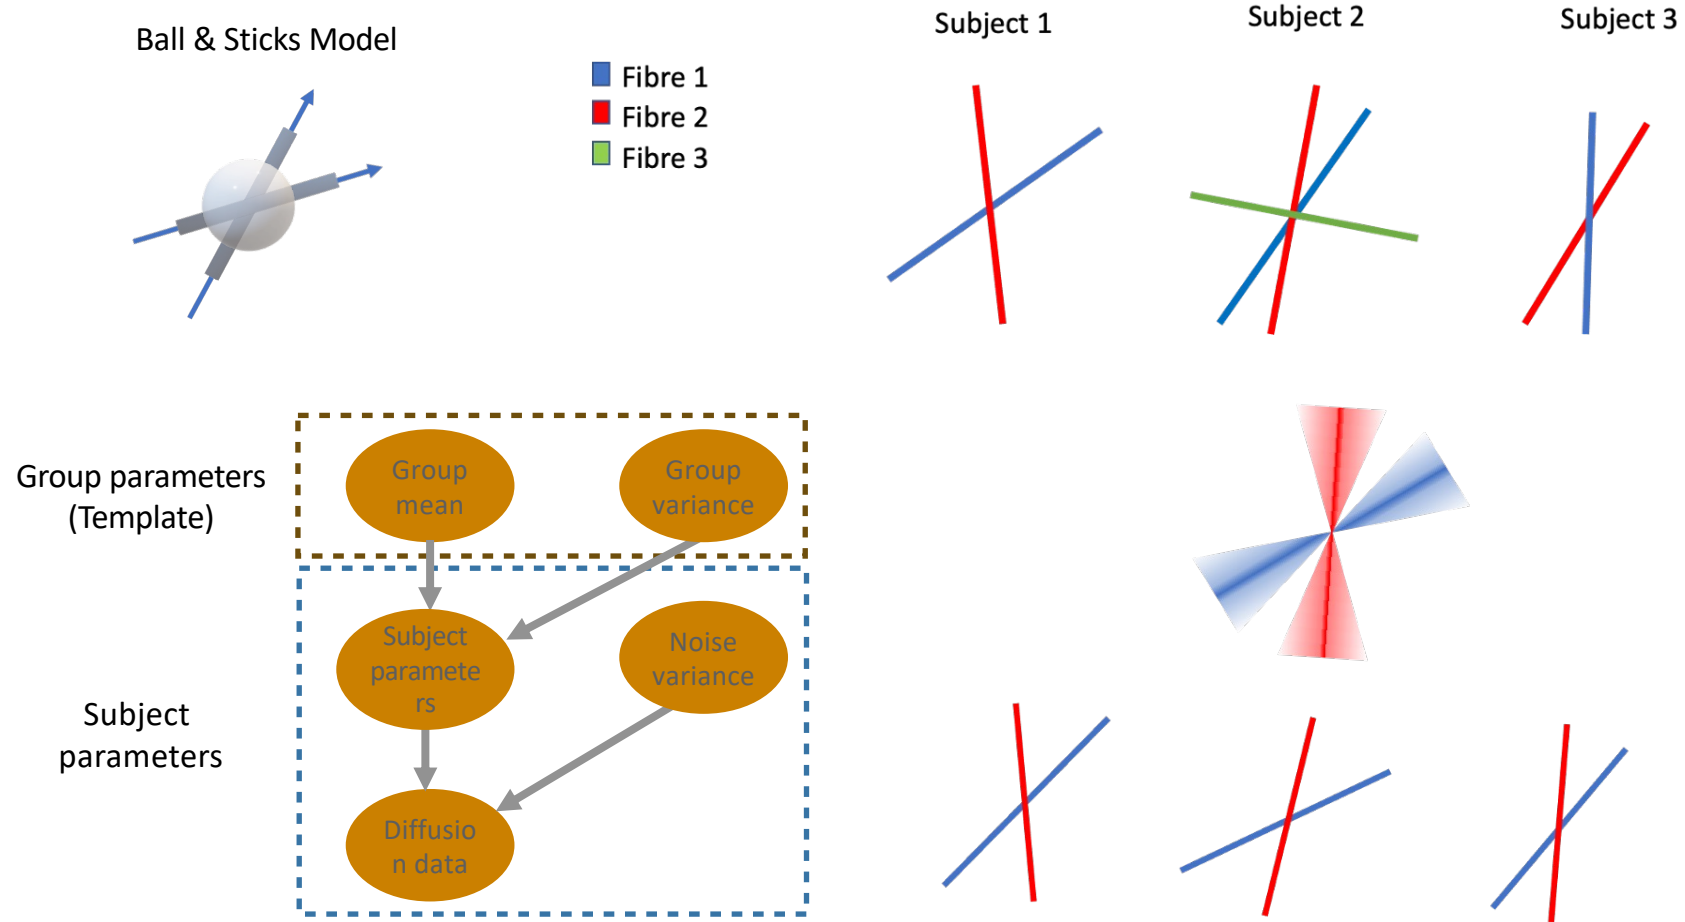 Ball & Sticks Model
Fibre 1
Fibre 2
Fibre 3
Subject 1
Subject 2
Subject 3
Group parameters
(Template)
Group
mean
Group
variance
Subject
parameters
Subject
paramete
rs
Noise
variance
Diffusio
n data